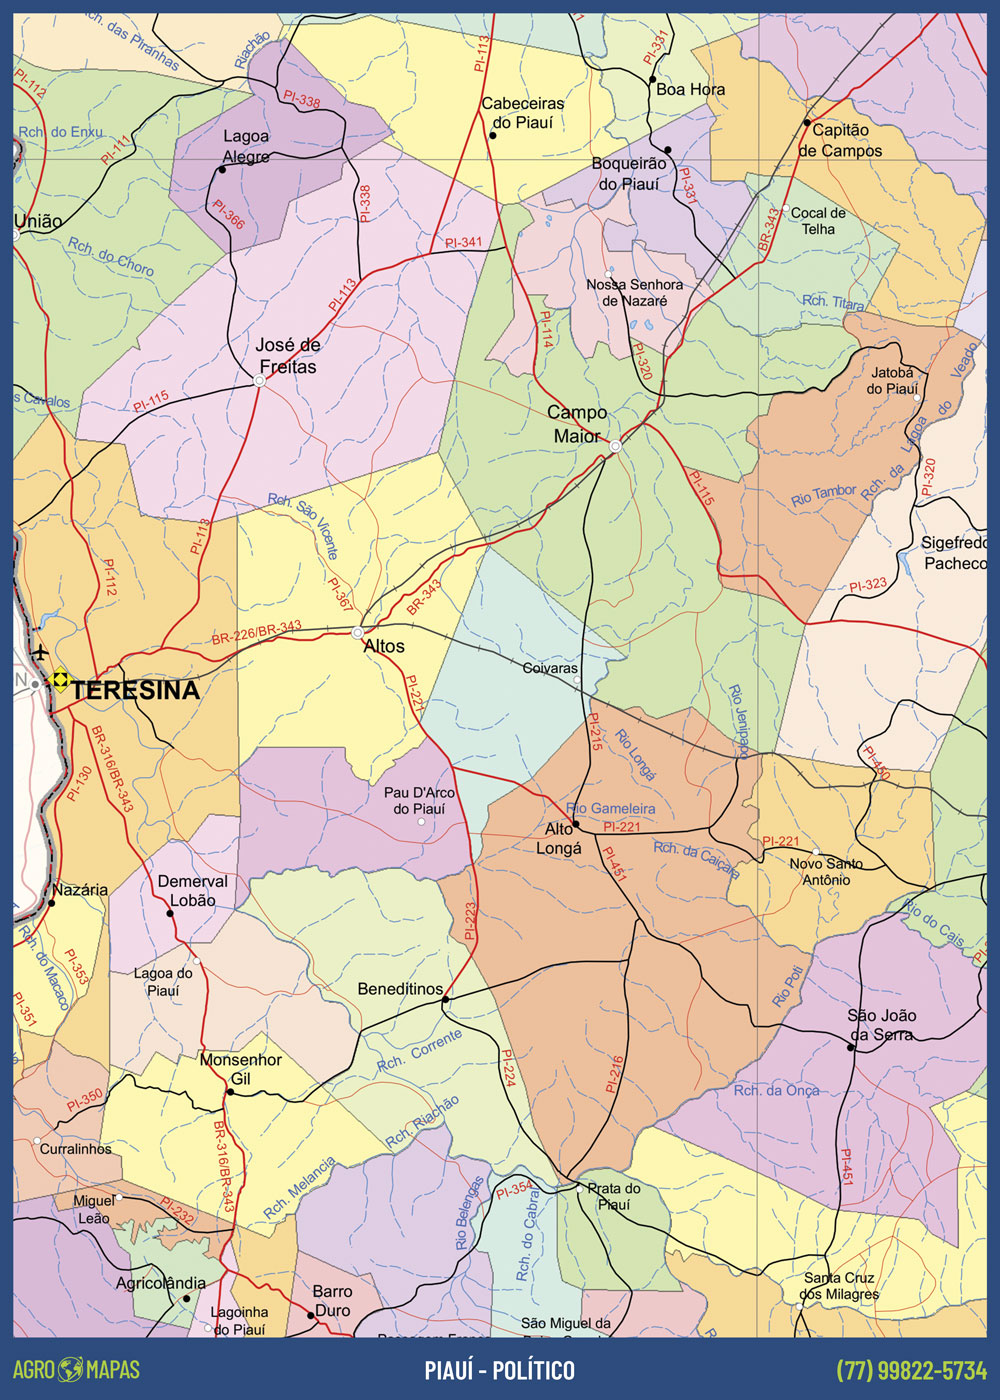 Rch. das Piranhas
Riachão
PI-113
PI-331
PI-112
PI-338
Cabeceiras
do Piauí
Boa Hora
Rch. do Enxu
PI-111
Lagoa
Alegre
Capitão
de Campos
Boqueirão
do Piauí
PI-331
União
PI-366
PI-338
PI-341
Cocal de
Telha
BR-343
Rch. do Choro
PI-113
Nossa Senhora
de Nazaré
Rch. Titara
José de
Freitas
PI-114
PI-320
Jatobá
do Piauí
Rch. da Lagoa do Veado
s Cavalos
PI-115
Campo
Maior
PI-115
Rio Tambor
PI-320
Rch. São Vicente
PI-113
Sigefredo
Pacheco
PI-112
PI-367
BR-343
PI-323
BR-226/BR-343
Altos
N
TERESINA
Coivaras
PI-221
PI-215
Rio Jenipapo
Rio Longá
BR-316/BR-343
PI-130
PI-450
Pau D'Arco
do Piauí
Rio Gameleira
Alto
Longá
PI-221
PI-221
Rch. da Caiçara
PI-451
Novo Santo
Antônio
Nazária
Demerval
Lobão
PI-223
Rio do Cais
Rch. do Macaco
PI-353
Lagoa do
Piauí
Benedítinos
Rio Poti
PI-351
São João
da Serra
Monsenhor
Gil
Rch. Corrente
PI-224
PI-216
PI-350
Rch. da Onça
Rch. Riachão
Curralinhos
BR-316/BR-343
PI-451
Rch. Melancia
Miguel
Leão
PI-232
Rio Belengas
PI-354
Rch. do Cabral
Prata do
Piauí
Agricolândia
Barro
Duro
Santa Cruz
dos Milagres
Lagoinha
do Piauí
São Miguel da
AGRO MAPAS
PIAUÍ - POLÍTICO
(77) 99822-5734